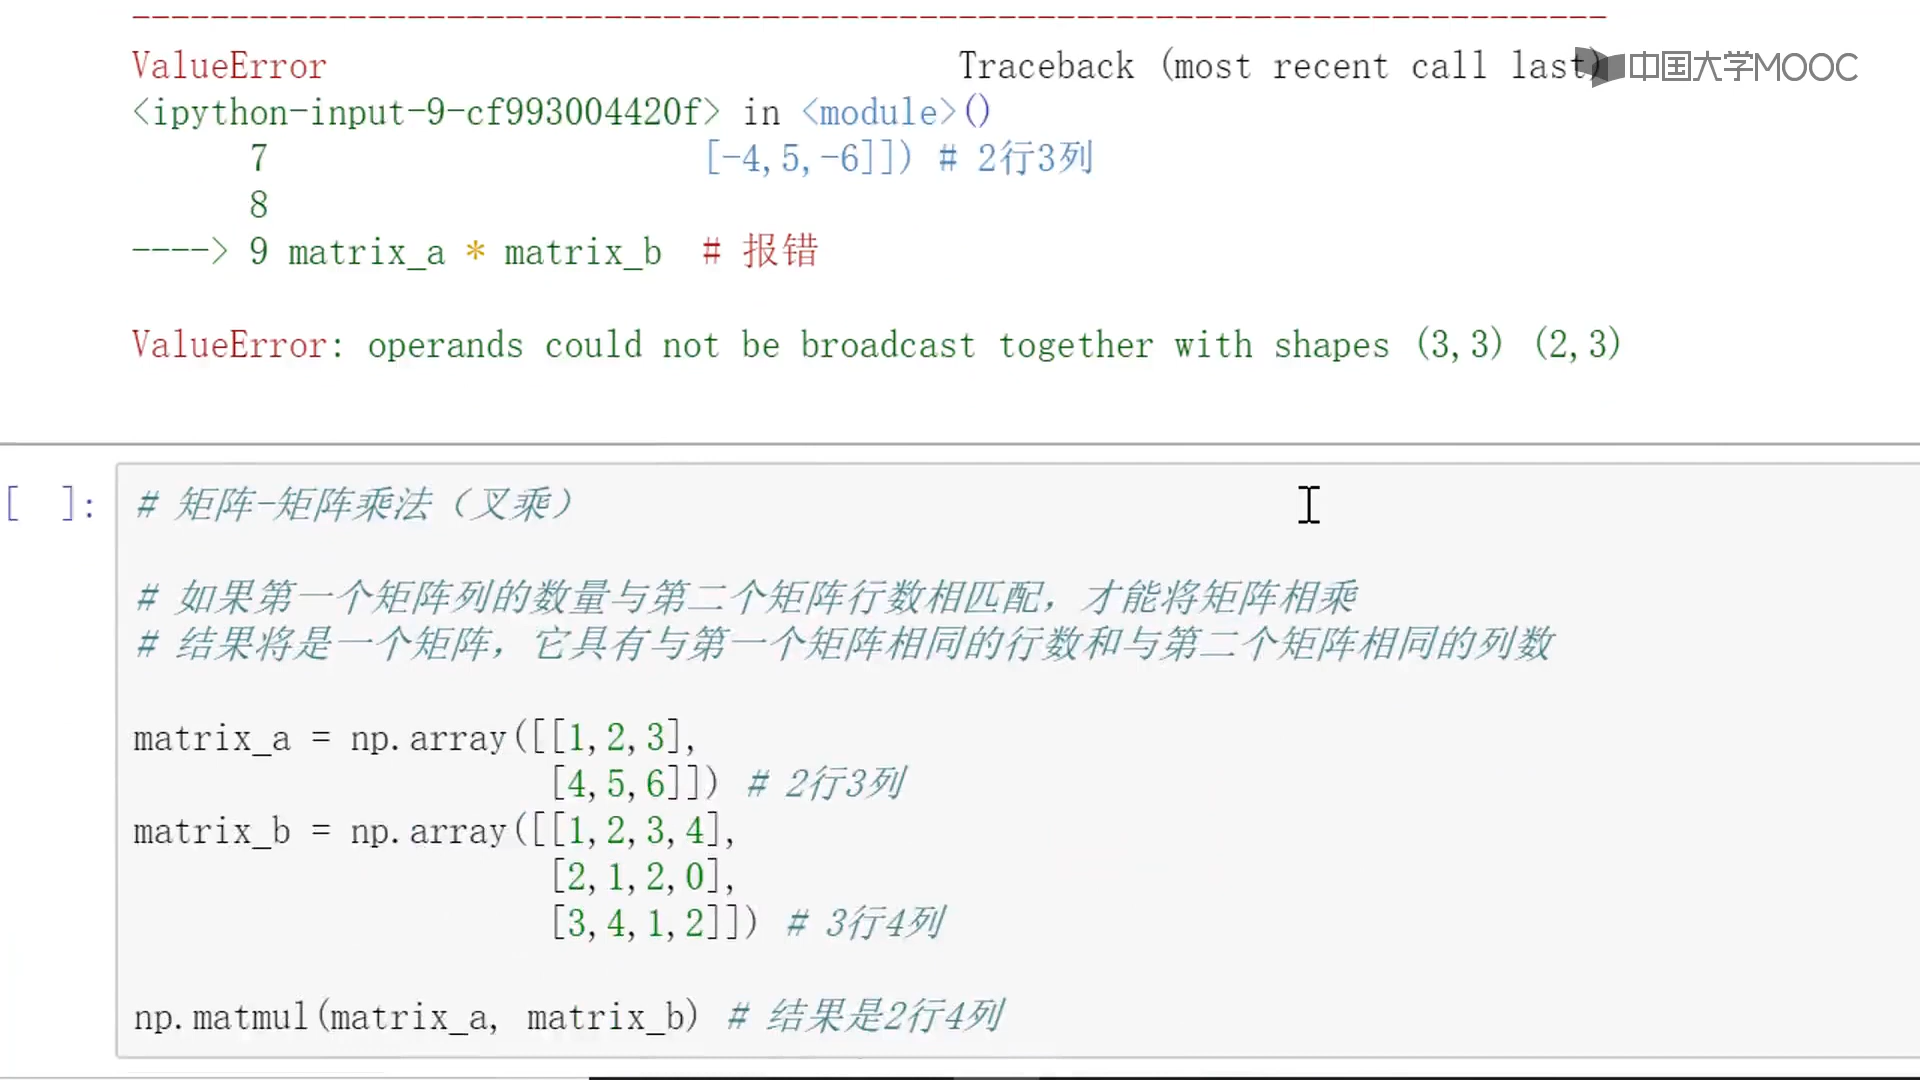 ValueError                                Traceback (most recent call last)
中国大学MOOC
<ipython-input-9-cf993004420f> in <module>()
      7                       [-4,5,-6]]) # 2行3列
      8
----> 9 matrix_a * matrix_b  # 报错
ValueError: operands could not be broadcast together with shapes (3,3) (2,3)
[ ]:
# 矩阵-矩阵乘法（叉乘）
# 如果第一个矩阵列的数量与第二个矩阵行数相匹配，才能将矩阵相乘
# 结果将是一个矩阵，它具有与第一个矩阵相同的行数和与第二个矩阵相同的列数
matrix_a = np.array([[1,2,3],
                     [4,5,6]]) # 2行3列
matrix_b = np.array([[1,2,3,4],
                     [2,1,2,0],
                     [3,4,1,2]]) # 3行4列
np.matmul(matrix_a, matrix_b) # 结果是2行4列